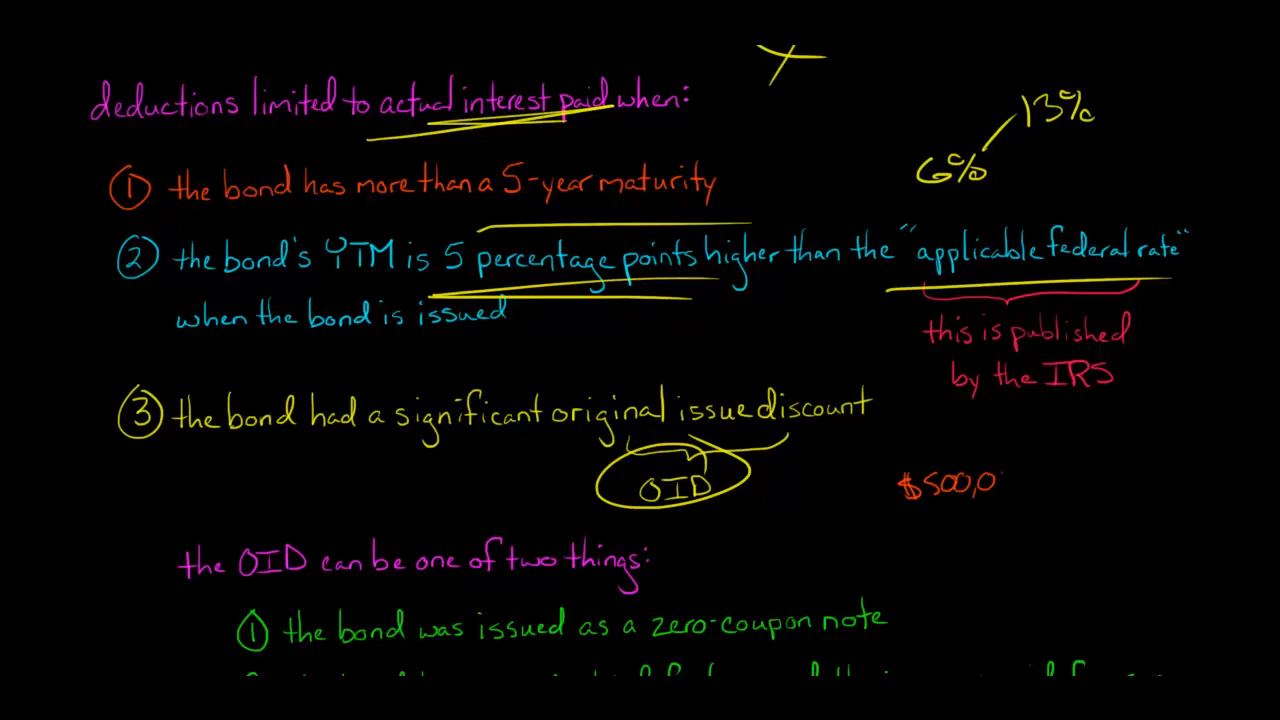 deductions limited to actual interest paid when:
13%
6%
① the bond has more than a 5-year maturity
② the bond's YTM is 5 percentage points higher than the "applicable federal rate"
when the bond is issued
this is published
by the IRS
③ the bond had a significant original issue discount
OID
$500,0
the OID can be one of two things:
① the bond was issued as a zero-coupon note